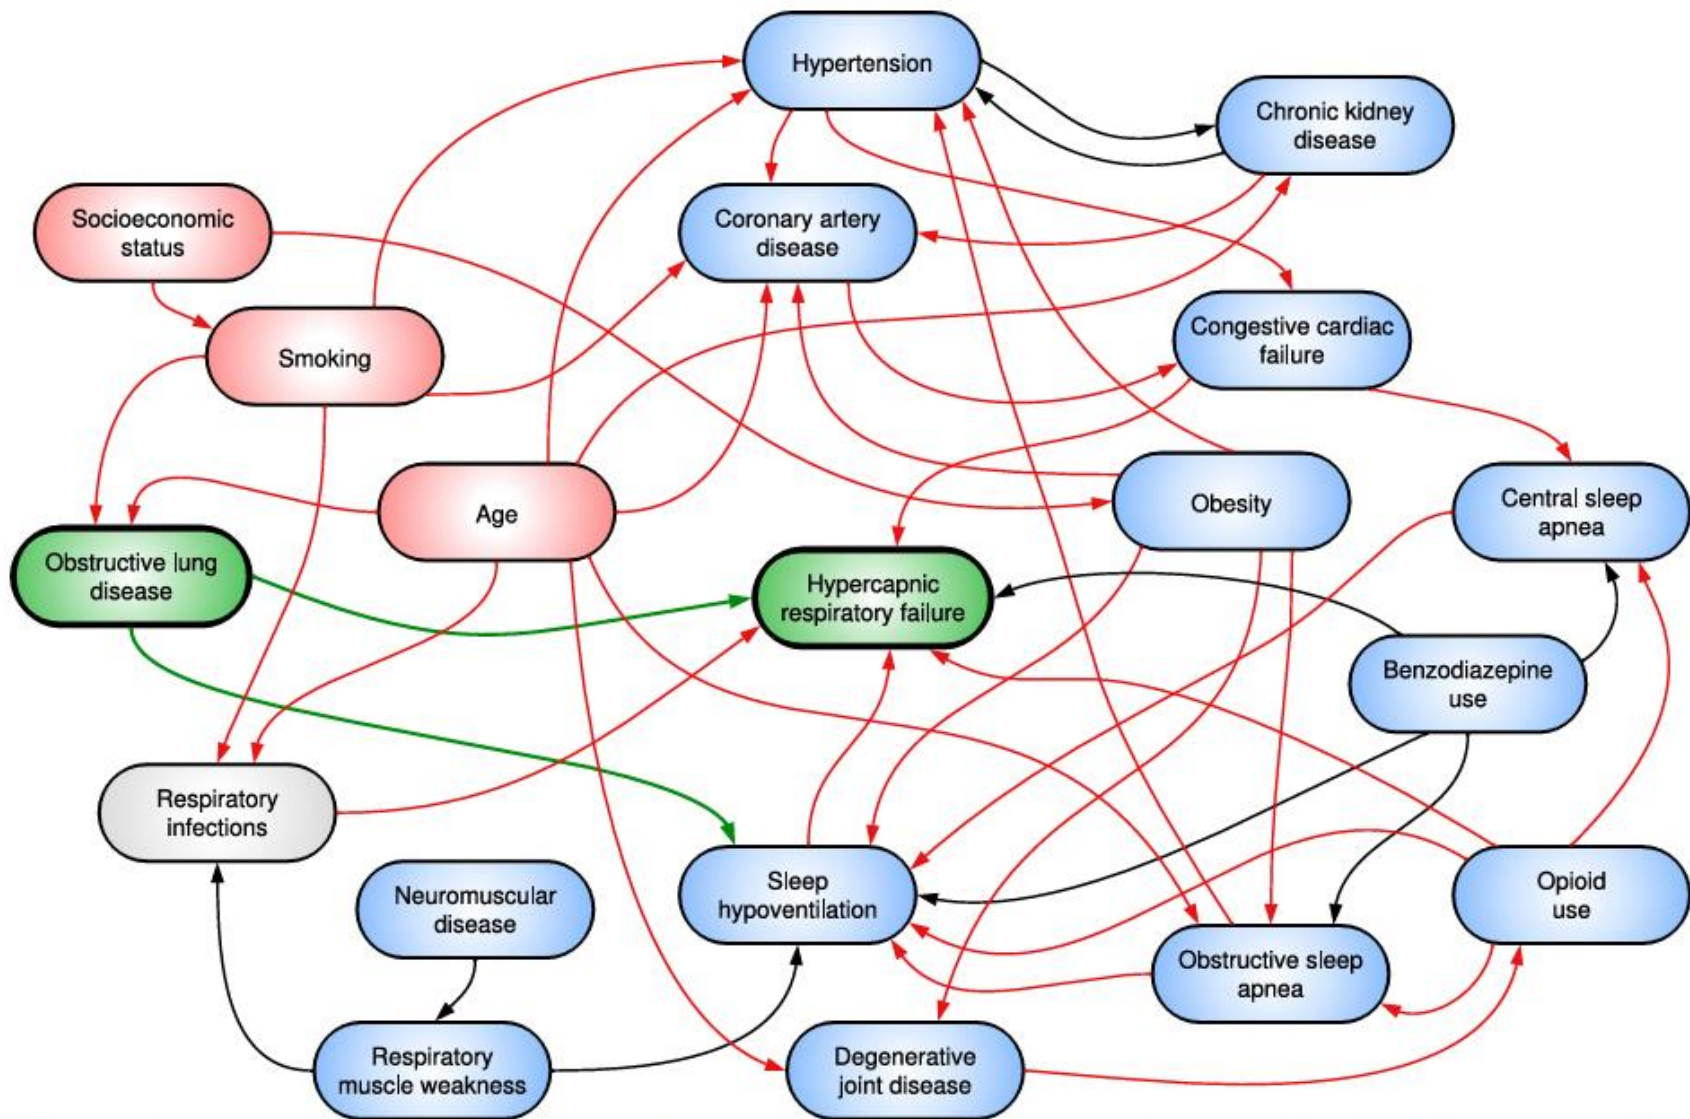 Hypertension
Chronic kidney
disease
Socioeconomic
status
Coronary artery
disease
Congestive cardiac
failure
Smoking
Obesity
Central sleep
apnea
Age
Obstructive lung
disease
Hypercapnic
respiratory failure
Benzodiazepine
use
Respiratory
infections
Neuromuscular
disease
Sleep
hypoventilation
Opioid
use
Obstructive sleep
apnea
Respiratory
muscle weakness
Degenerative
joint disease